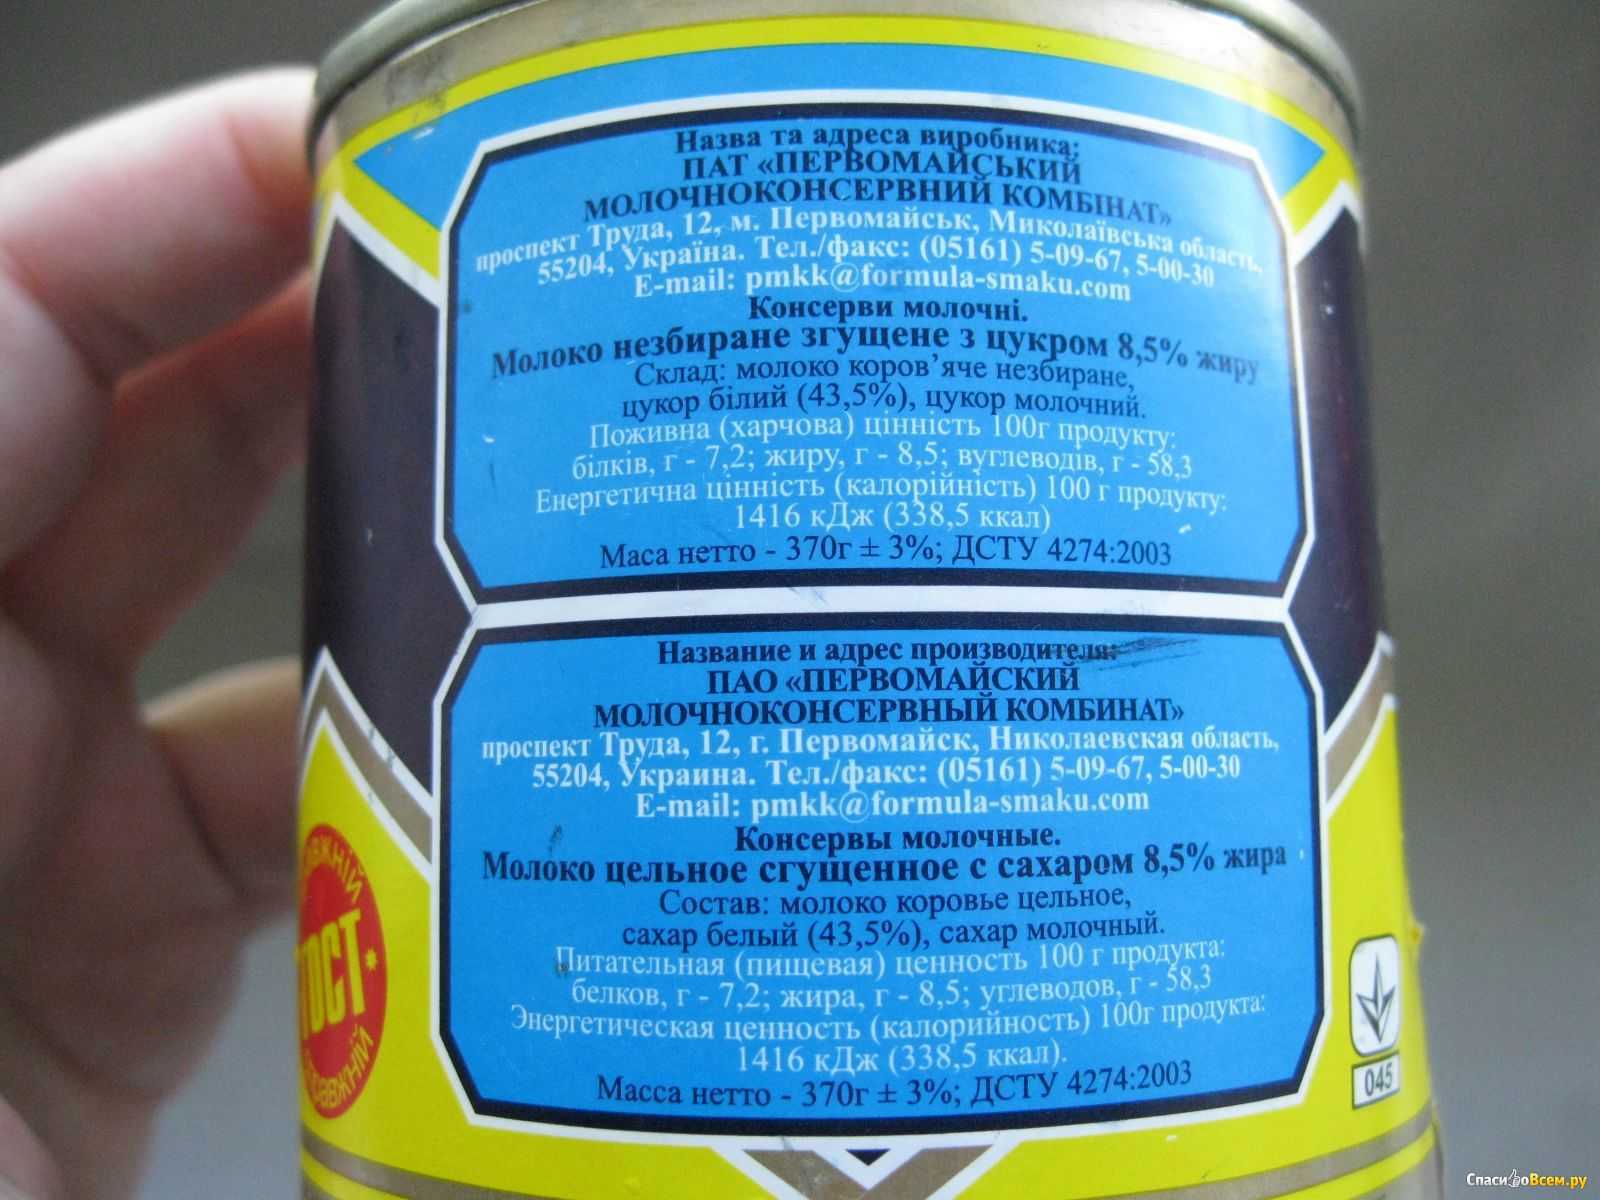 Назва та адреса виробника:
ПАТ «ПЕРВОМАЙСЬКИЙ
МОЛОЧНОКОНСЕРВНИЙ КОМБІНАТ»
проспект Труда, 12, м. Первомайськ, Миколаївська область,
55204, Україна. Тел./факс: (05161) 5-09-67, 5-00-30
E-mail: pmkk@formula-smaku.com
Консерви молочні.
Молоко незбиране згущене з цукром 8,5% жиру
Склад: молоко коров’яче незбиране,
цукор білий (43,5%), цукор молочний.
Поживна (харчова) цінність 100г продукту:
білків, г - 7,2; жиру, г - 8,5; вуглеводів, г - 58,3
Енергетична цінність (калорійність) 100 г продукту:
1416 кДж (338,5 ккал)
Маса нетто - 370г ± 3%; ДСТУ 4274:2003
Название и адрес производителя:
ПАО «ПЕРВОМАЙСКИЙ
МОЛОЧНОКОНСЕРВНЫЙ КОМБИНАТ»
проспект Труда, 12, г. Первомайск, Николаевская область,
55204, Украина. Тел./факс: (05161) 5-09-67, 5-00-30
E-mail: pmkk@formula-smaku.com
Консервы молочные.
Молоко цельное сгущенное с сахаром 8,5% жира
Состав: молоко коровье цельное,
сахар белый (43,5%), сахар молочный.
Питательная (пищевая) ценность 100 г продукта:
белков, г - 7,2; жира, г - 8,5; углеводов, г - 58,3
Энергетическая ценность (калорийность) 100г продукта:
1416 кДж (338,5 ккал).
Масса нетто - 370г ± 3%; ДСТУ 4274:2003
ГОСТ
045
СпасибоВсем.ру